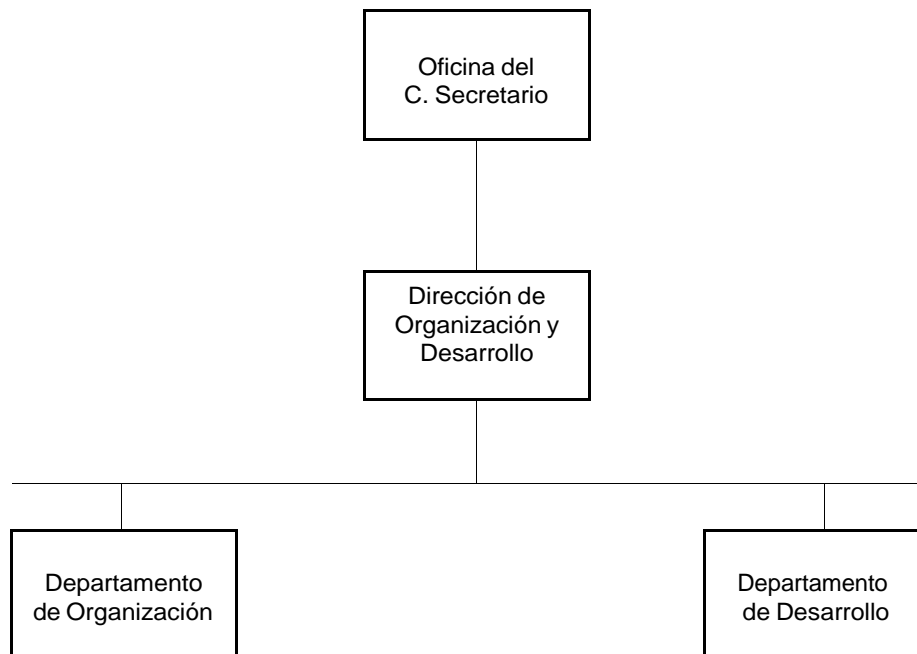 Oficina del
C. Secretario
Dirección de
Organización y
Desarrollo
Departamento
de Organización
Departamento
de Desarrollo